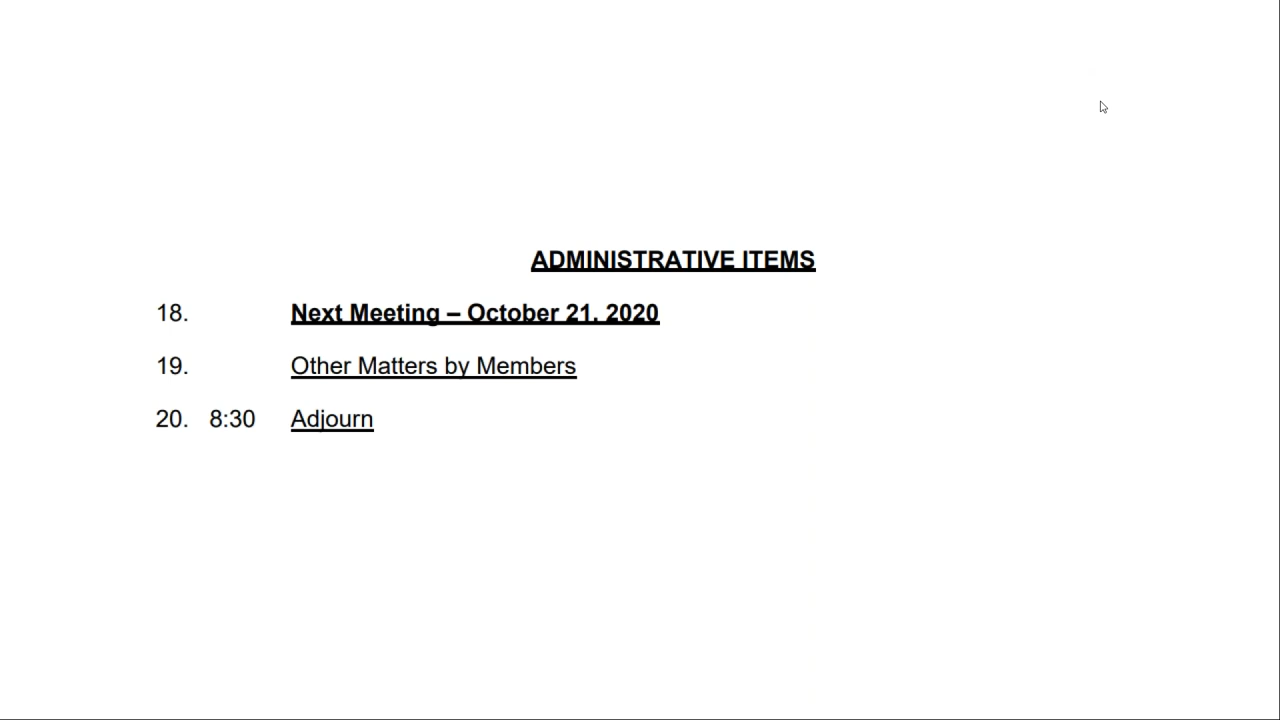 ADMINISTRATIVE ITEMS
18. Next Meeting – October 21, 2020
19. Other Matters by Members
20. 8:30 Adjourn